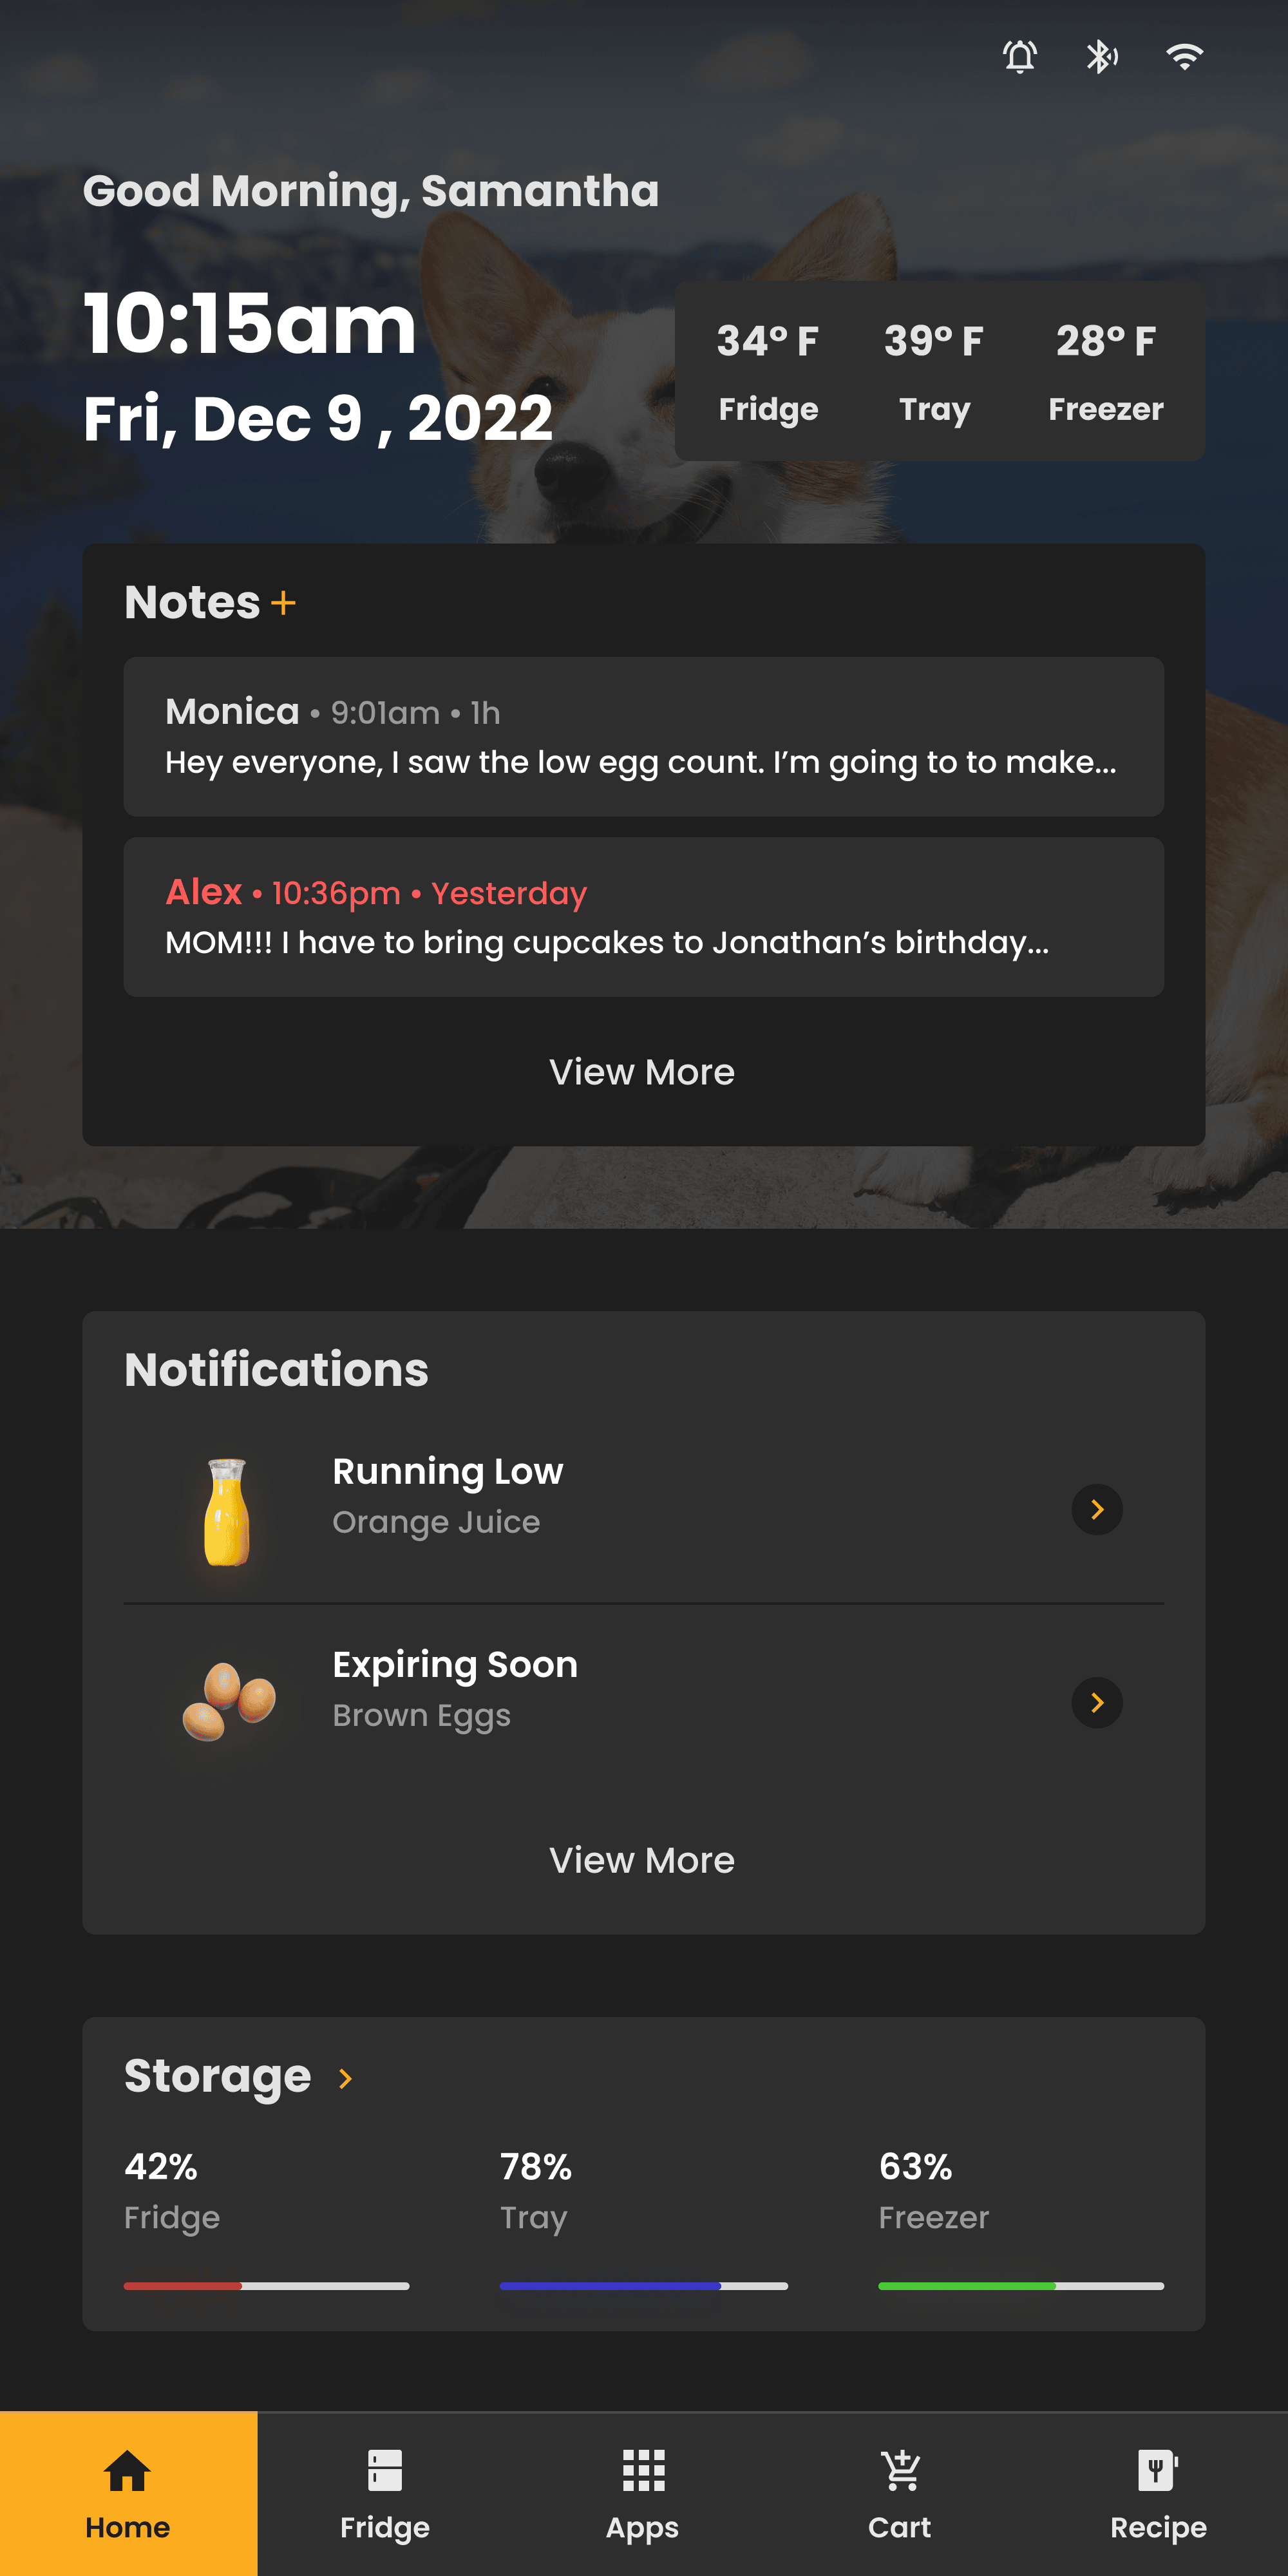 Good Morning, Samantha
10:15am
Fri, Dec 9 , 2022
34° F 39° F 28° F
Fridge Tray Freezer
Notes +
Monica • 9:01am • 1h
Hey everyone, I saw the low egg count. I’m going to to make...
Alex • 10:36pm • Yesterday
MOM!!! I have to bring cupcakes to Jonathan’s birthday...
View More
Notifications
Running Low
Orange Juice
Expiring Soon
Brown Eggs
View More
Storage
42% 78% 63%
Fridge Tray Freezer
Home Fridge Apps Cart Recipe